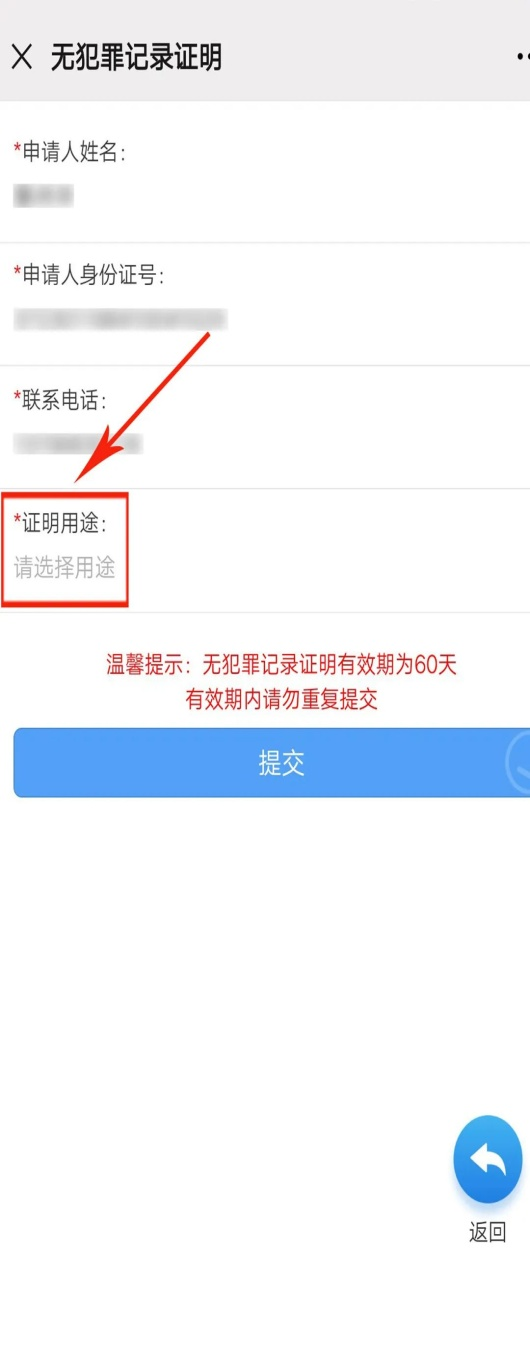 无犯罪记录证明
*申请人姓名:
*申请人身份证号:
*联系电话:
*证明用途:
请选择用途
温馨提示：无犯罪记录证明有效期为60天
有效期内请勿重复提交
提交
返回